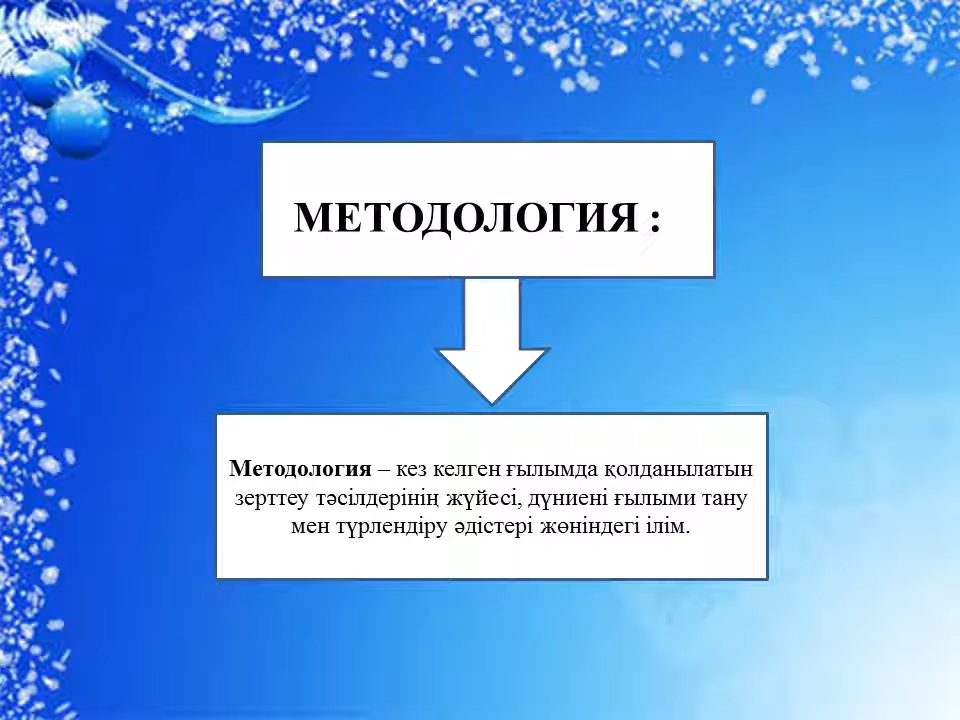 МЕТОДОЛОГИЯ :
Методология – кез келген ғылымда қолданылатын
зерттеу тәсілдерінің жүйесі, дүниені ғылыми тану
мен түрлендіру әдістері жөніндегі ілім.